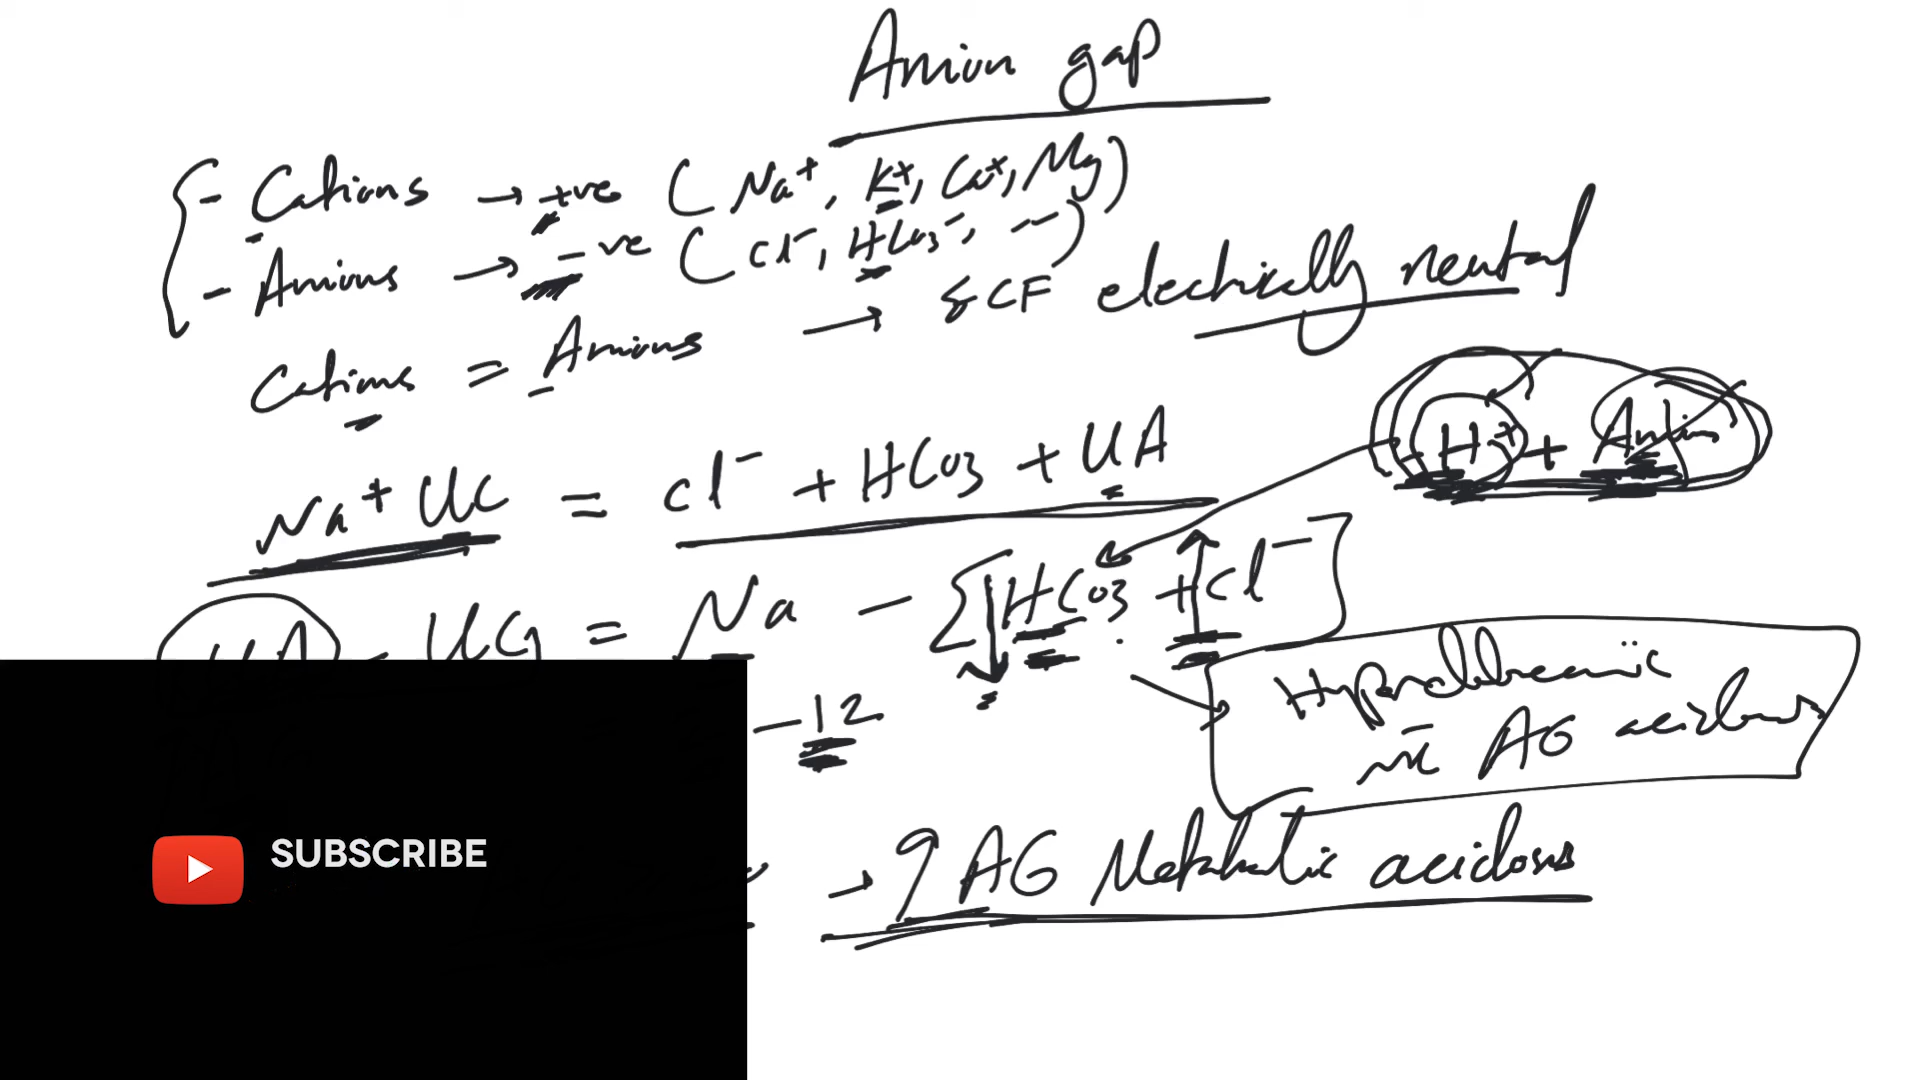 Anion gap
- Cations → +ve ( Na+, K+, Ca+, Mg )
- Anions → -ve ( Cl-, HCO3-, -- )
Cations = Anions → ECF electrically neutral
H+ + Anion
Na + UC = Cl- + HCO3 + UA
UA - UC = Na - [ HCO3 + Cl- ]
- 12
Hyperchloremic
AG acidosis
→ ↑ AG Metabolic acidosis
SUBSCRIBE